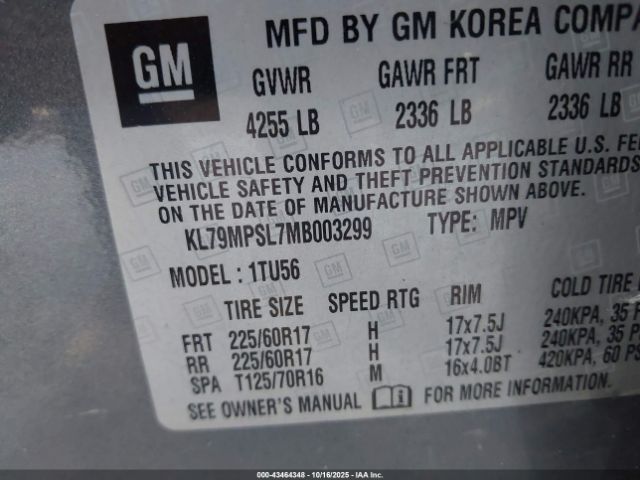 GM
MFD BY GM KOREA COMPA
GVWR GAWR FRT GAWR RR
4255 LB 2336 LB 2336 LB
THIS VEHICLE CONFORMS TO ALL APPLICABLE U.S. FE
VEHICLE SAFETY AND THEFT PREVENTION STANDARDS
ON THE DATE OF MANUFACTURE SHOWN ABOVE.
KL79MPSL7MB003299 TYPE: MPV
MODEL : 1TU56
TIRE SIZE SPEED RTG RIM COLD TIRE
FRT 225/60R17 H 17x7.5J 240KPA, 35
RR 225/60R17 H 17x7.5J 240KPA, 35
SPA T125/70R16 M 16x4.0BT 420KPA, 60
SEE OWNER'S MANUAL FOR MORE INFORMATION.
000-43464348 | 10/16/2025 | Copyright © IAA, Inc.